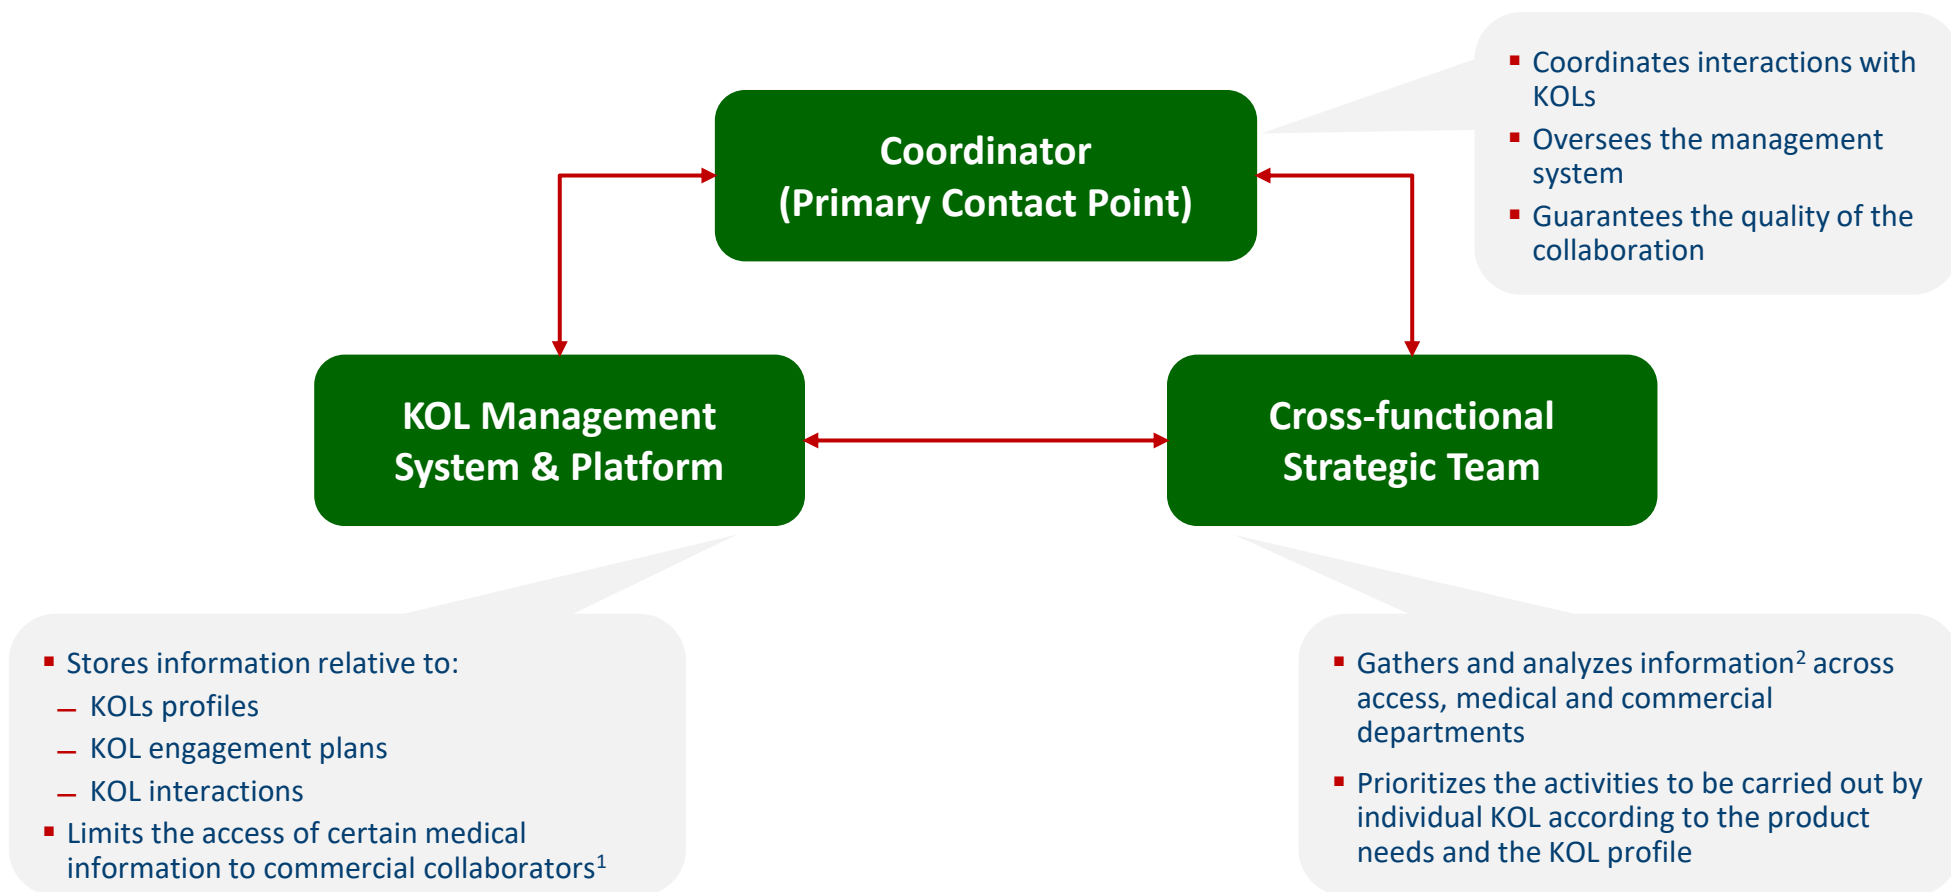 Coordinator
(Primary Contact Point)
▪ Coordinates interactions with
KOLs
▪ Oversees the management
system
▪ Guarantees the quality of the
collaboration
KOL Management
System & Platform
Cross-functional
Strategic Team
▪ Stores information relative to:
– KOLs profiles
– KOL engagement plans
– KOL interactions
▪ Limits the access of certain medical
information to commercial collaborators¹
▪ Gathers and analyzes information² across
access, medical and commercial
departments
▪ Prioritizes the activities to be carried out by
individual KOL according to the product
needs and the KOL profile